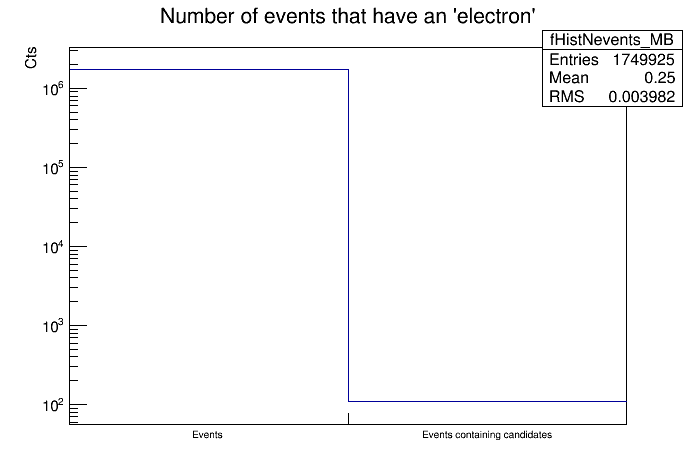 Number of events that have an 'electron'
fHistNevents_MB
Entries 1749925
Mean 0.25
RMS 0.003982
Cts
10^6
10^5
10^4
10^3
10^2
Events
Events containing candidates